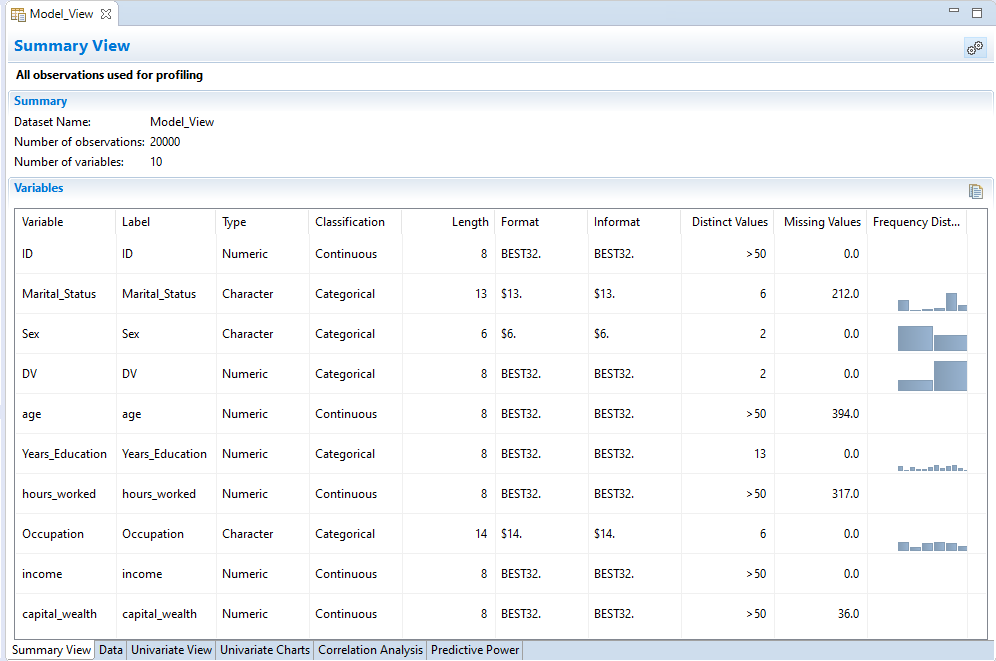 Model_View
Summary View
All observations used for profiling
Summary
Dataset Name: Model_View
Number of observations: 20000
Number of variables: 10
Variables
Variable Label Type Classification Length Format Informat Distinct Values Missing Values Frequency Dist...
ID ID Numeric Continuous 8 BEST32. BEST32. >50 0.0
Marital_Status Marital_Status Character Categorical 13 $13. $13. 6 212.0
Sex Sex Character Categorical 6 $6. $6. 2 0.0
DV DV Numeric Categorical 8 BEST32. BEST32. 2 0.0
age age Numeric Continuous 8 BEST32. BEST32. >50 394.0
Years_Education Years_Education Numeric Categorical 8 BEST32. BEST32. 13 0.0
hours_worked hours_worked Numeric Continuous 8 BEST32. BEST32. >50 317.0
Occupation Occupation Character Categorical 14 $14. $14. 6 0.0
income income Numeric Continuous 8 BEST32. BEST32. >50 0.0
capital_wealth capital_wealth Numeric Continuous 8 BEST32. BEST32. >50 36.0
Summary View Data Univariate View Univariate Charts Correlation Analysis Predictive Power